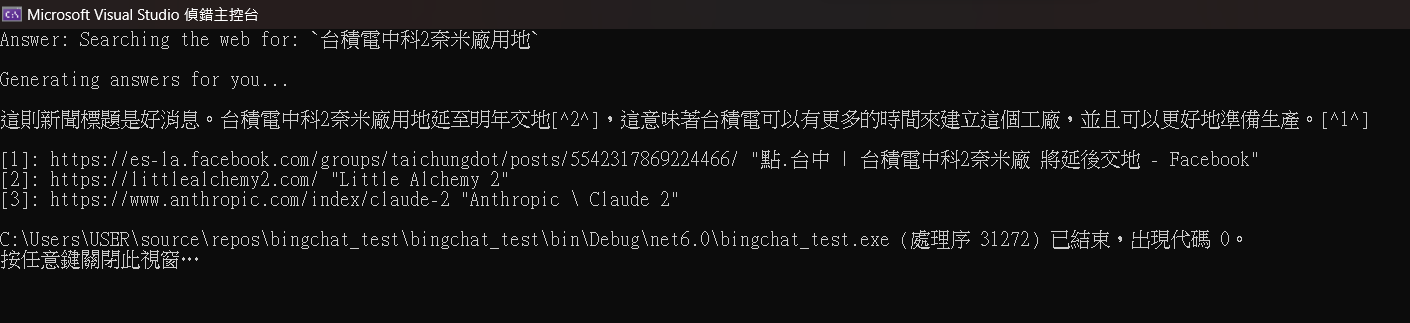 Microsoft Visual Studio 偵錯主控台
Answer: Searching the web for: `台積電中科2奈米廠用地`
Generating answers for you...
這則新聞標題是好消息。台積電中科2奈米廠用地延至明年交地[^2^]，這意味著台積電可以有更多的時間來建立這個工廠，並且可以更好地準備生產。[^1^]
[1]: https://es-la.facebook.com/groups/taichungdot/posts/5542317869224466/ "點.台中 | 台積電中科2奈米廠 將延後交地 - Facebook"
[2]: https://littlealchemy2.com/ "Little Alchemy 2"
[3]: https://www.anthropic.com/index/claude-2 "Anthropic \ Claude 2"
C:\Users\USER\source\repos\bingchat_test\bingchat_test\bin\Debug\net6.0\bingchat_test.exe (處理序 31272) 已結束，出現代碼 0。
按任意鍵關閉此視窗…